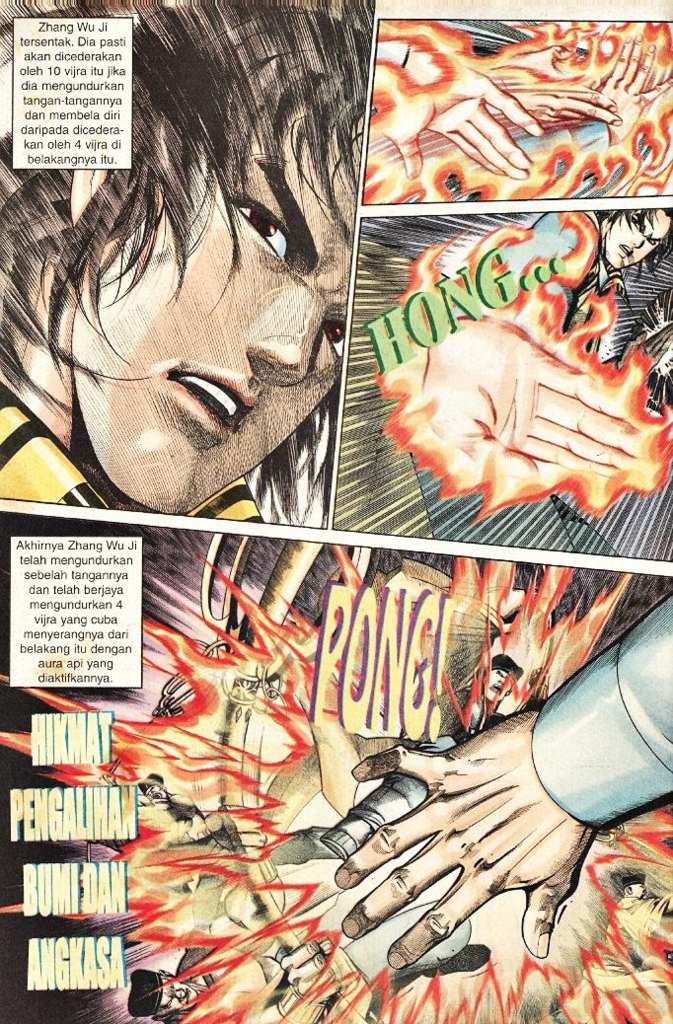 Zhang Wu Ji
tersentak. Dia pasti
akan dicederakan
oleh 10 vijra itu jika
dia mengundurkan
tangan-tangannya
dan membela diri
daripada dicedera-
kan oleh 4 vijra di
belakangnya itu.
HONG...
Akhirnya Zhang Wu Ji
telah mengundurkan
sebelah tangannya
dan telah berjaya
mengundurkan 4
vijra yang cuba
menyerangnya dari
belakang itu dengan
aura api yang
diaktifkannya.
PONG!
HIKMAT
PENGALIHAN
BUMI DAN
ANGKASA